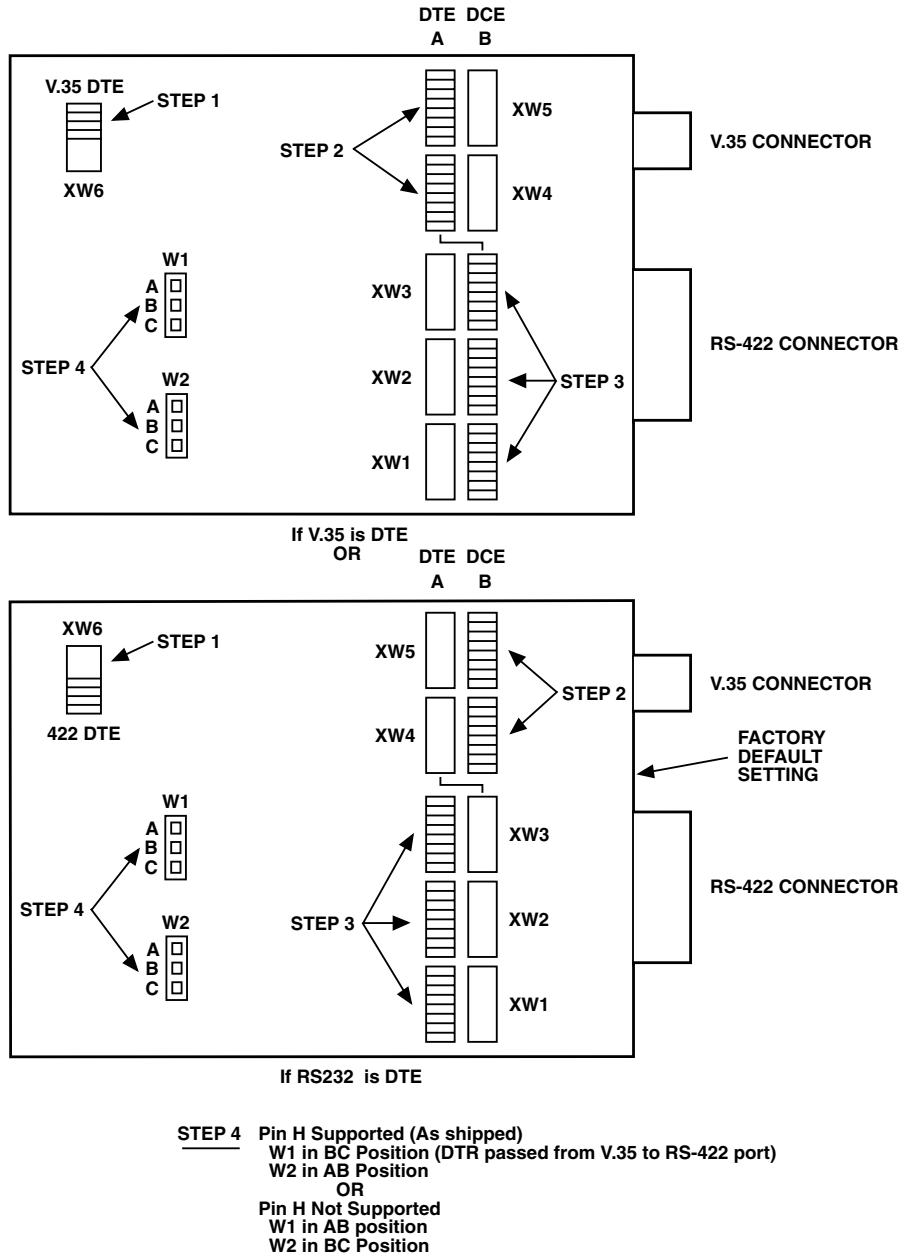 DTE DCE
A B
V.35 DTE
STEP 1
XW6
STEP 2
XW5
XW4
V.35 CONNECTOR
W1
A
B
C
STEP 4
W2
A
B
C
XW3
XW2
XW1
STEP 3
RS-422 CONNECTOR
If V.35 is DTE
OR
DTE DCE
A B
XW6
STEP 1
422 DTE
XW5
XW4
STEP 2
V.35 CONNECTOR
FACTORY
DEFAULT
SETTING
W1
A
B
C
STEP 4
W2
A
B
C
STEP 3
XW3
XW2
XW1
RS-422 CONNECTOR
If RS232 is DTE
STEP 4 Pin H Supported (As shipped)
W1 in BC Position (DTR passed from V.35 to RS-422 port)
W2 in AB Position
OR
Pin H Not Supported
W1 in AB position
W2 in BC Position